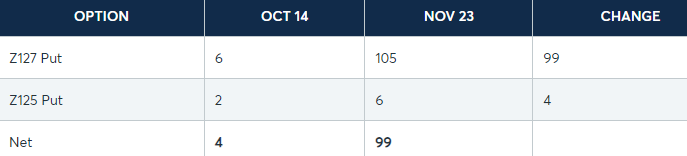 OPTION OCT 14 NOV 23 CHANGE
Z127 Put 6 105 99
Z125 Put 2 6 4
Net 4 99